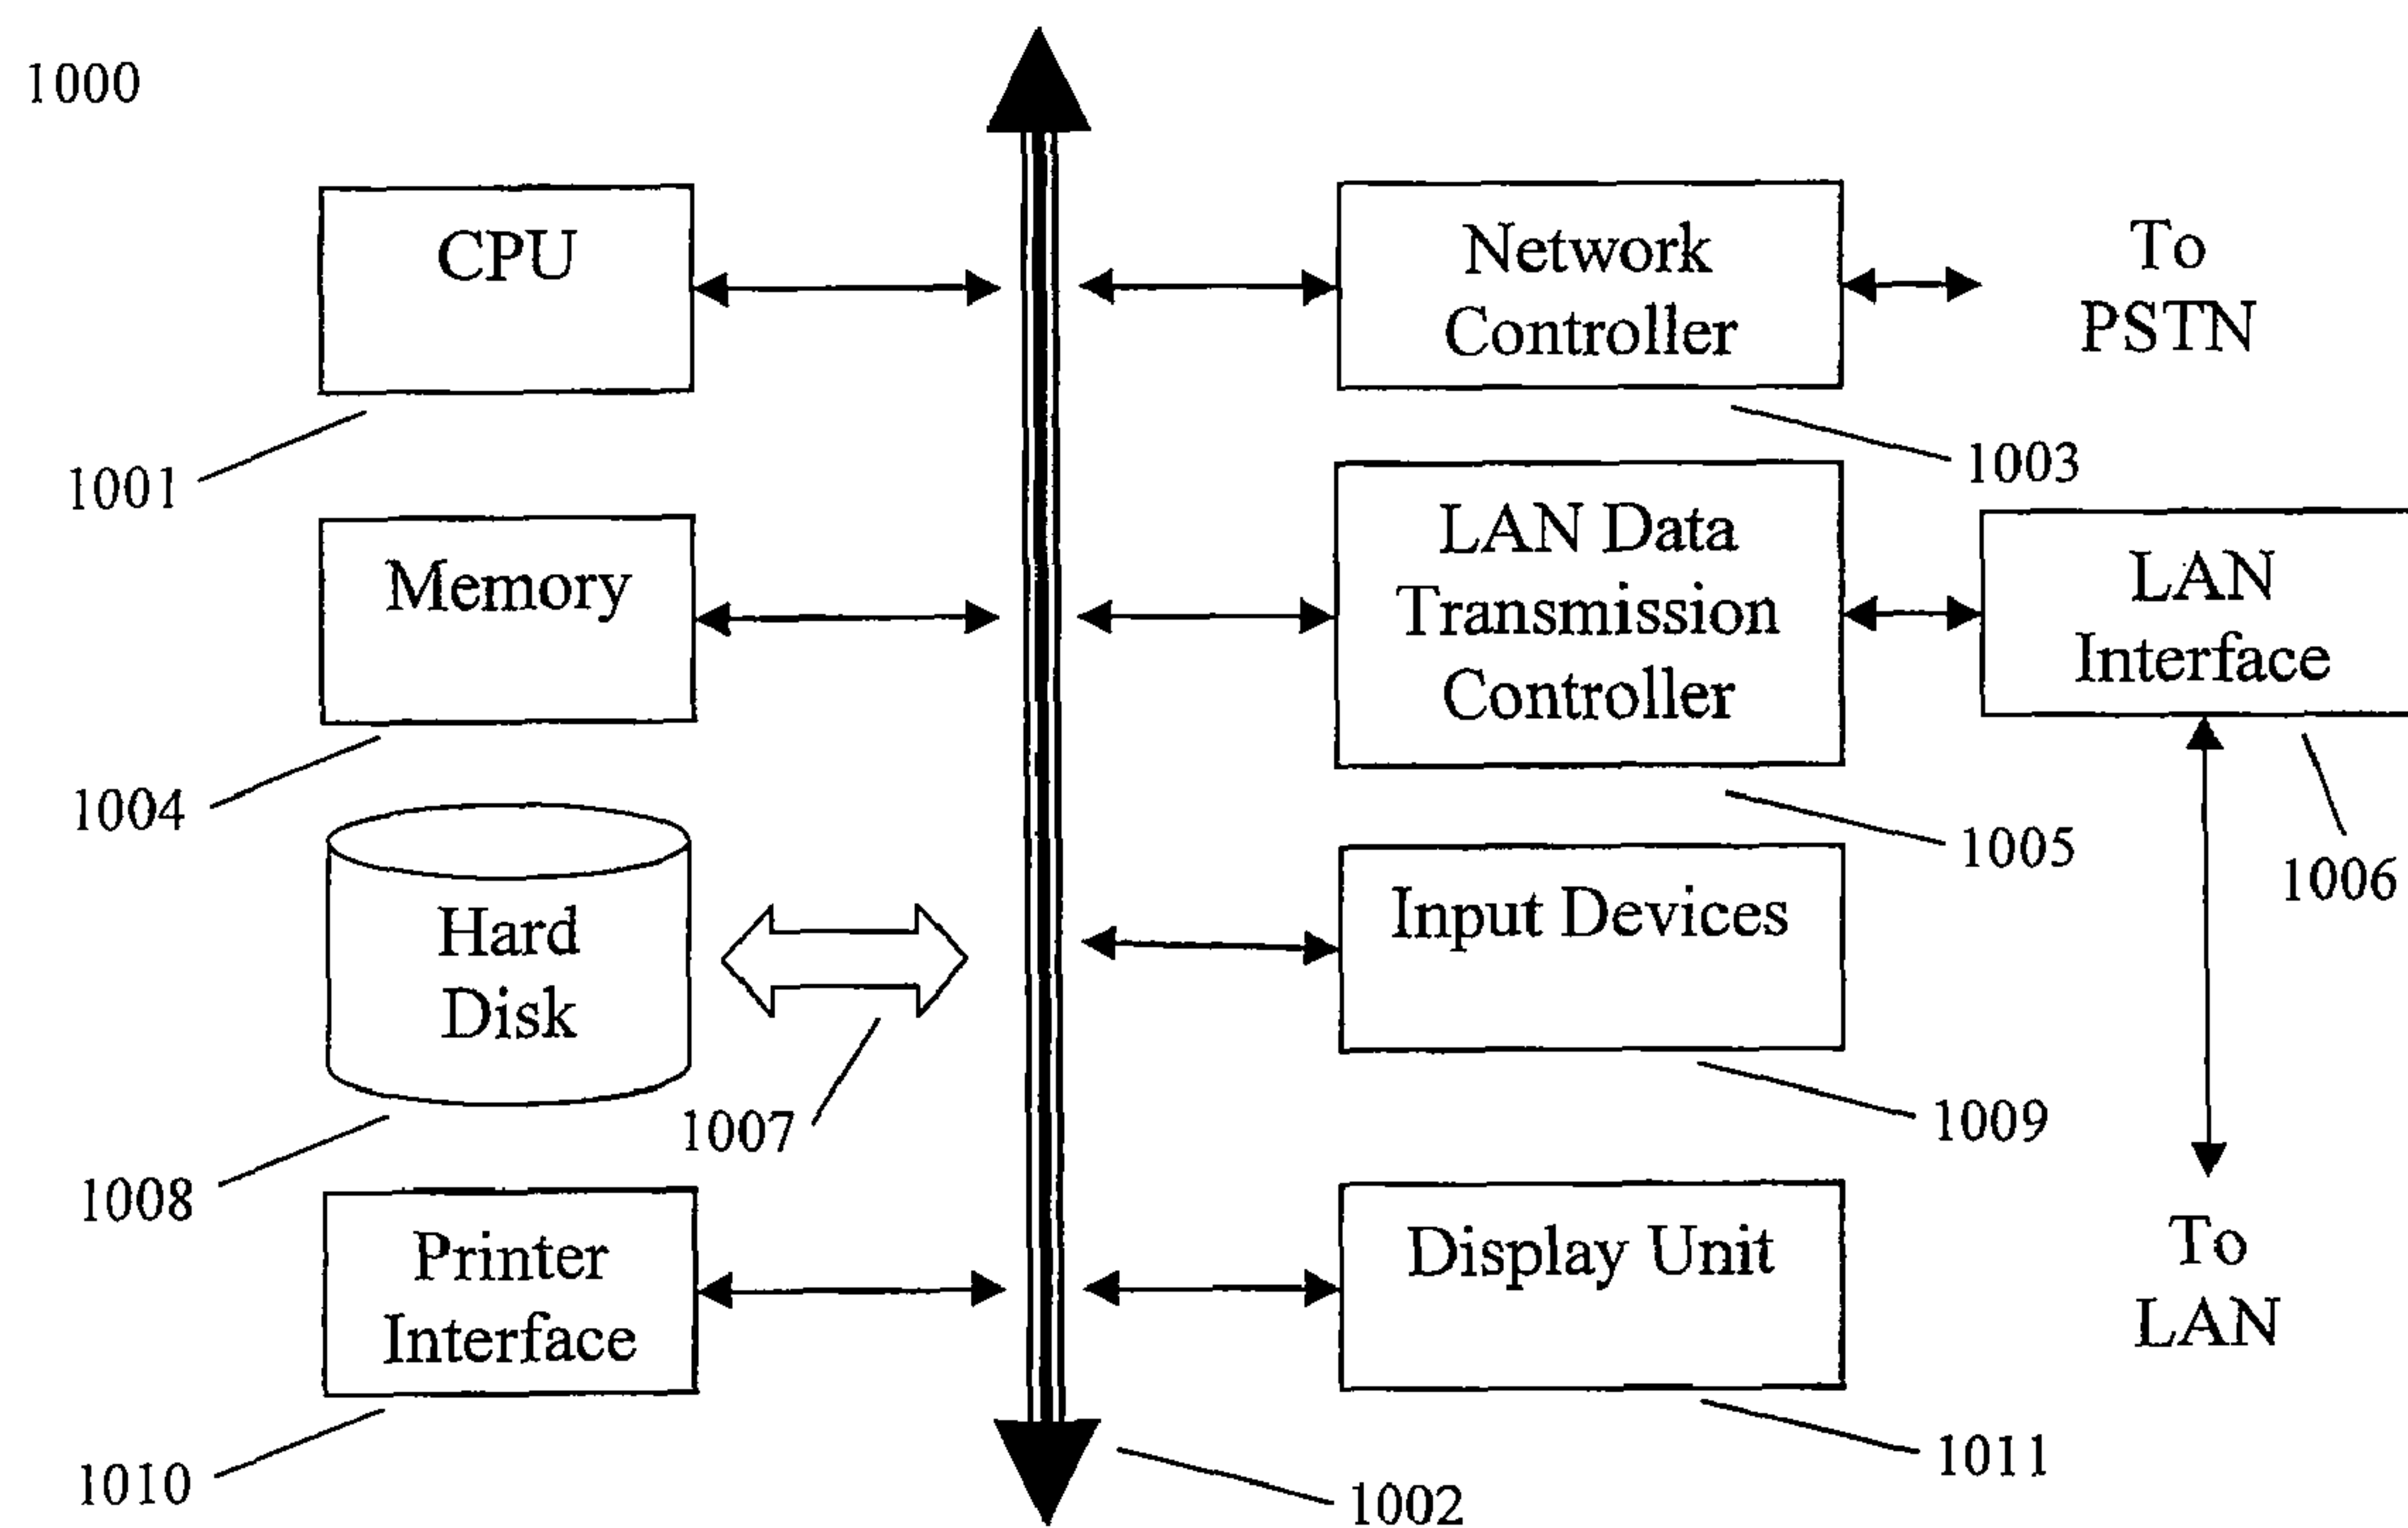 1000
CPU
1001
Network
Controller
To
PSTN
1003
Memory
1004
LAN Data
Transmission
Controller
1005
LAN
Interface
1006
Hard
Disk
1007
1008
Input Devices
1009
Printer
Interface
1010
Display Unit
1011
To
LAN
1002